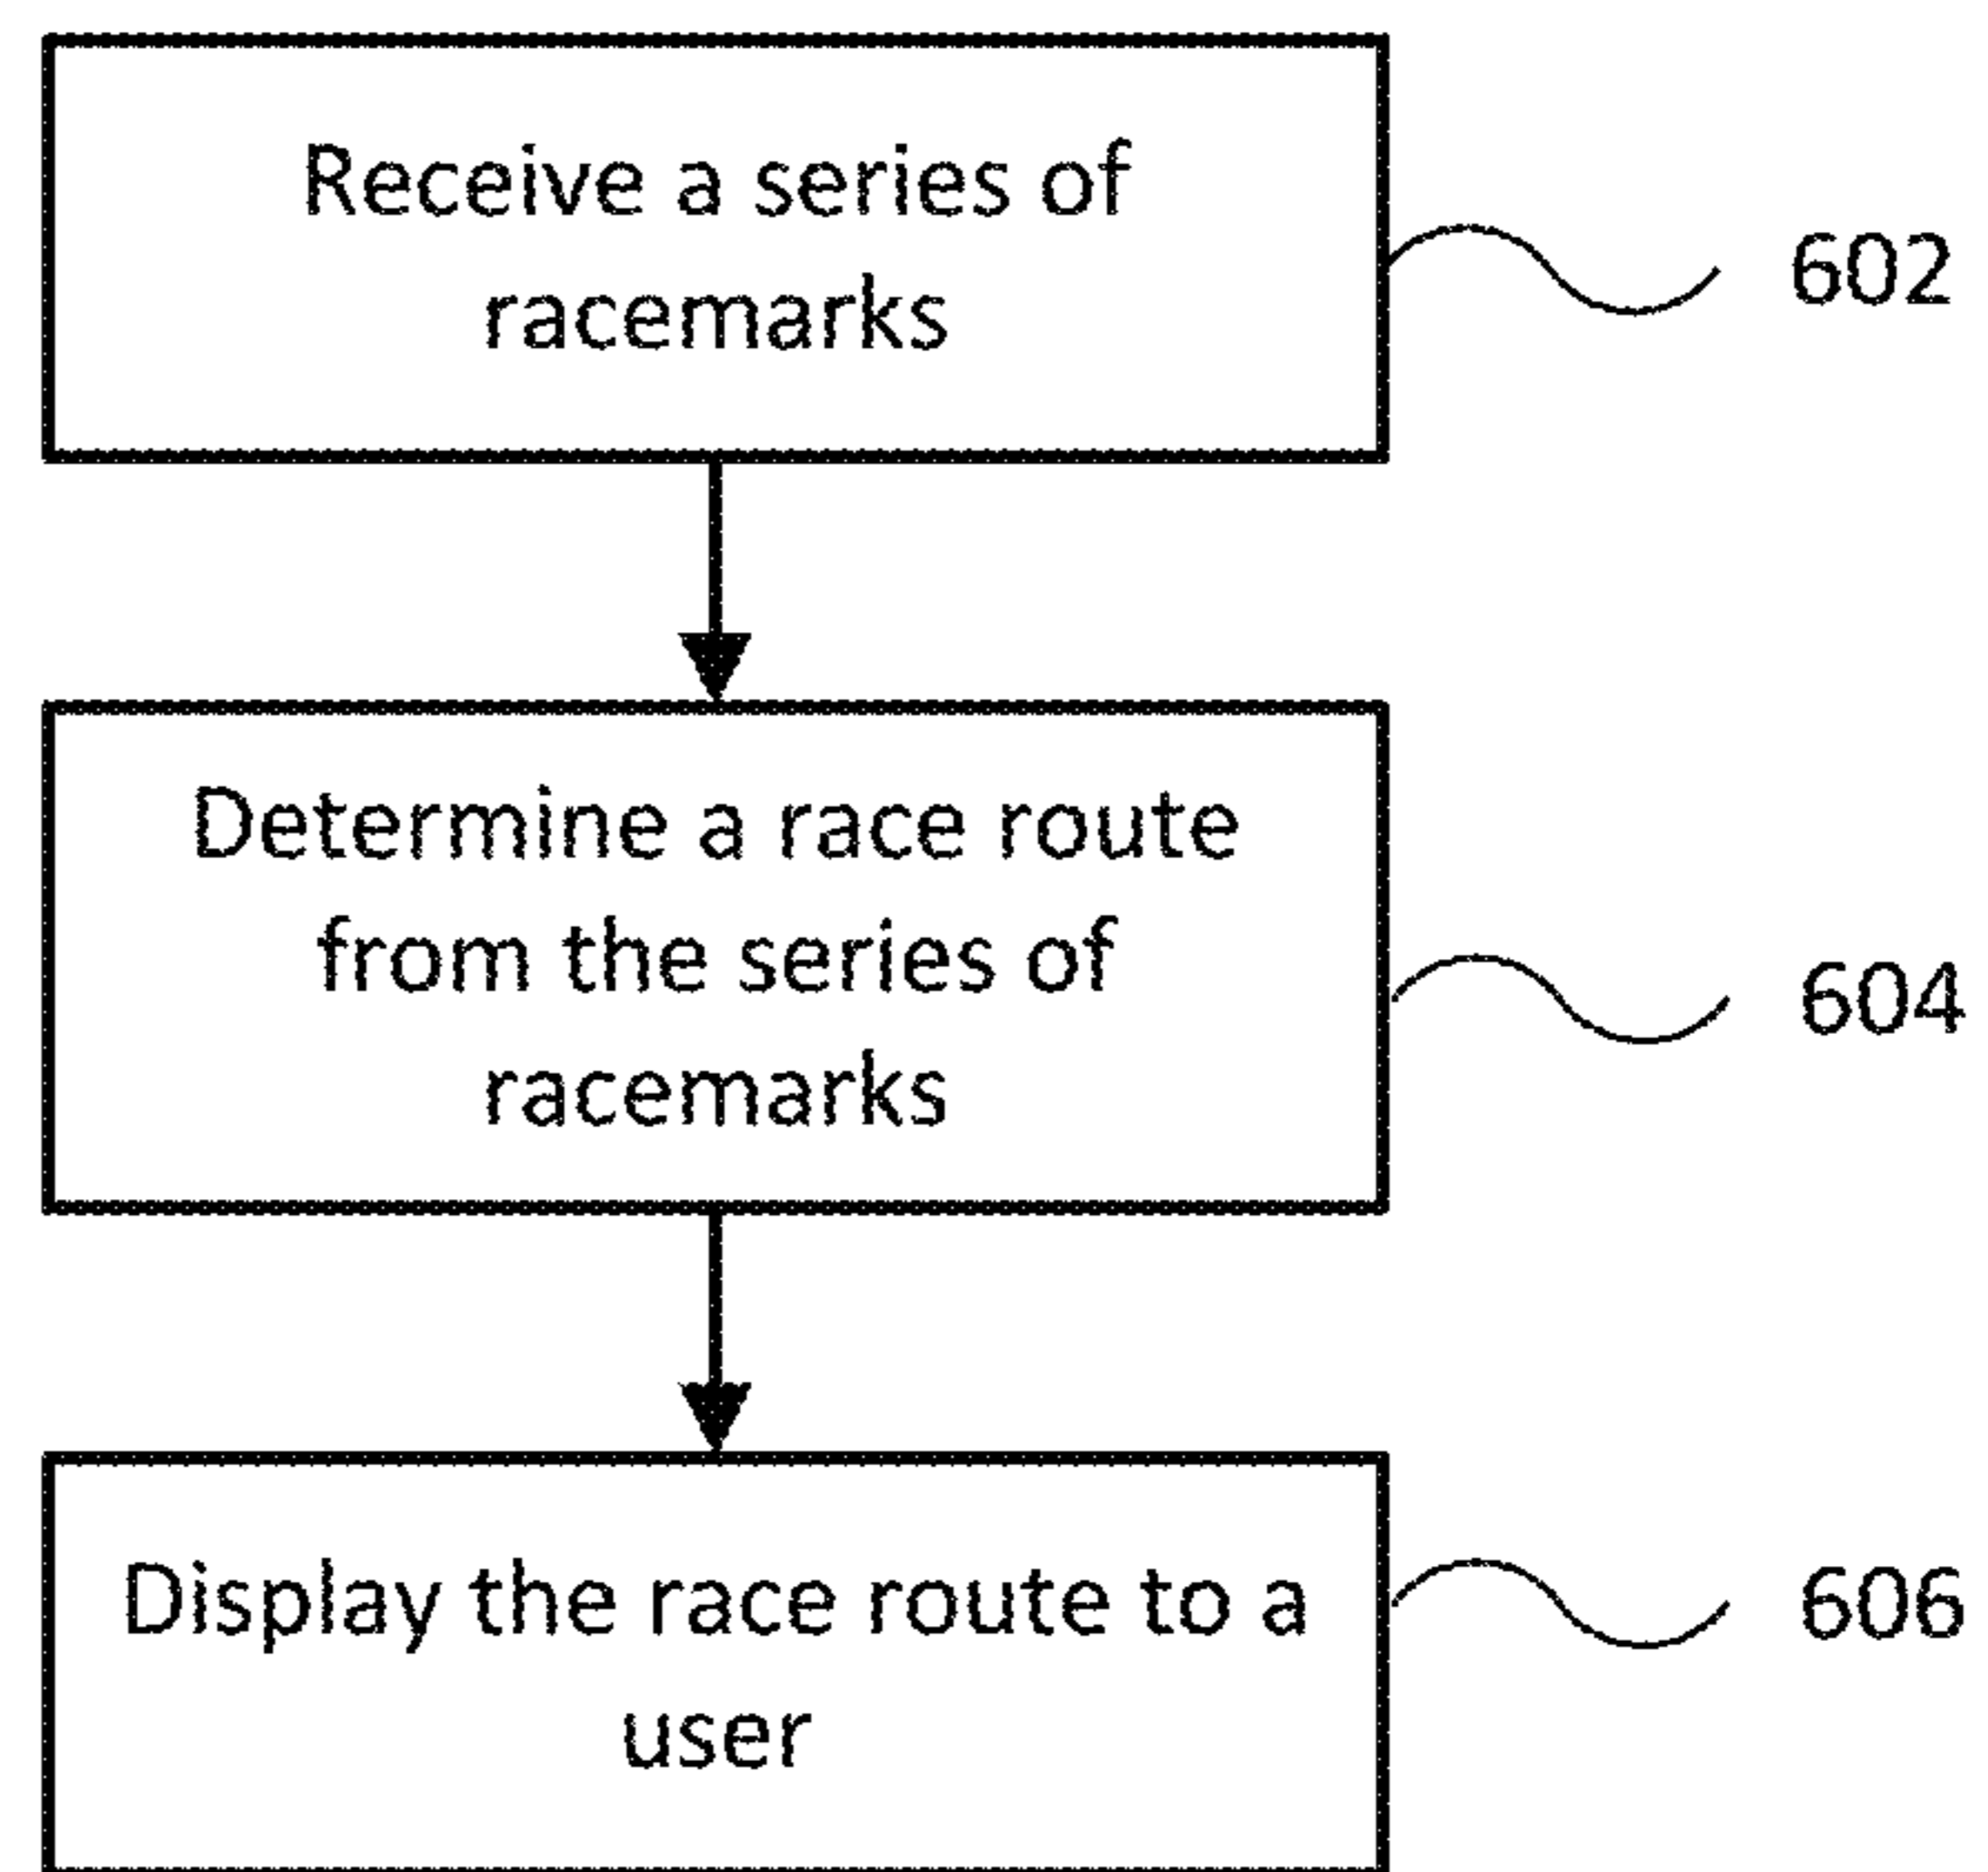 Receive a series of
racemarks
602
Determine a race route
from the series of
racemarks
604
Display the race route to a
user
606